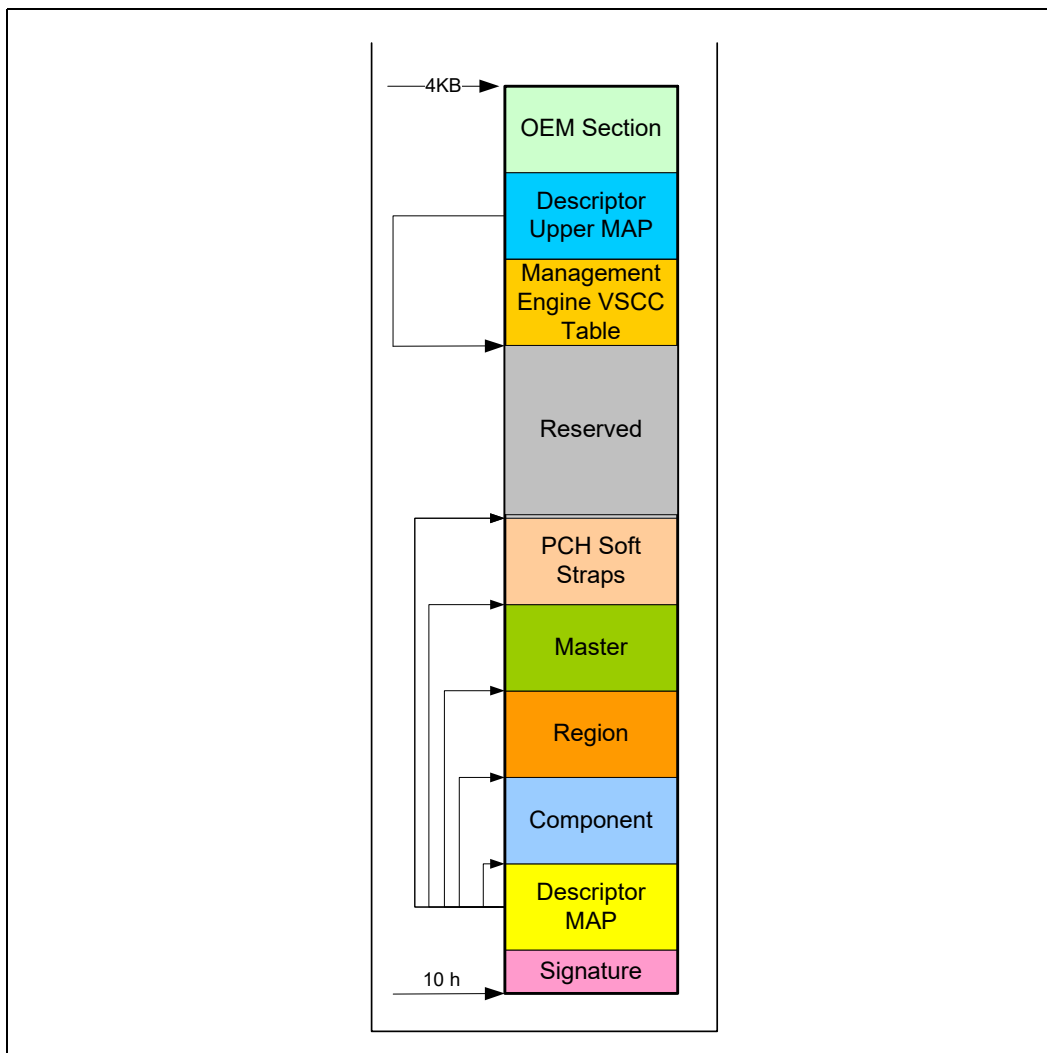 4KB
OEM Section
Descriptor
Upper MAP
Management
Engine VSCC
Table
Reserved
PCH Soft
Straps
Master
Region
Component
Descriptor
MAP
Signature
10 h